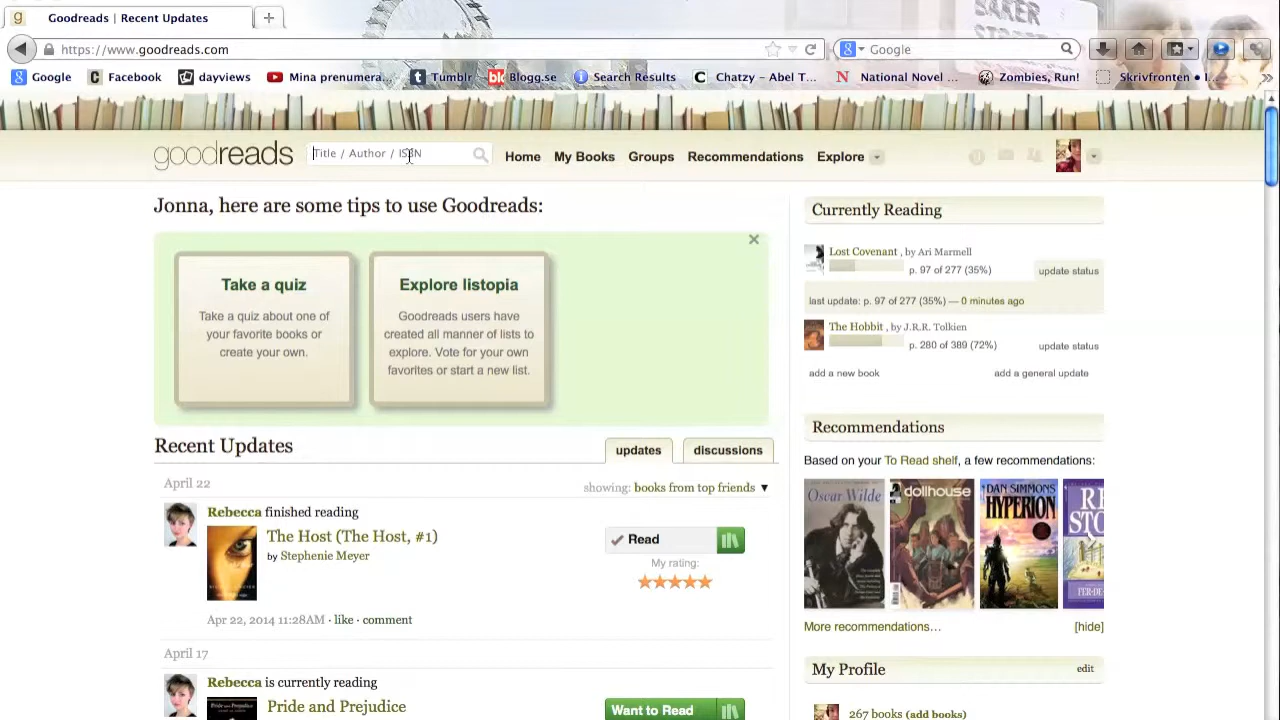 Goodreads | Recent Updates
https://www.goodreads.com
Google
Google
Facebook
dayviews
Mina prenumera...
Tumblr
Blogg.se
Search Results
Chatzy – Abel T...
National Novel ...
Zombies, Run!
Skrivfronten • I...
BAKER
goodreads
Title / Author / ISBN
Home
My Books
Groups
Recommendations
Explore
Jonna, here are some tips to use Goodreads:
Take a quiz
Take a quiz about one of
your favorite books or
create your own.
Explore listopia
Goodreads users have
created all manner of lists to
explore. Vote for your own
favorites or start a new list.
Recent Updates
updates
discussions
April 22
showing: books from top friends ▼
Rebecca finished reading
The Host (The Host, #1)
by Stephenie Meyer
Read
My rating:
Apr 22, 2014 11:28AM · like · comment
April 17
Rebecca is currently reading
Pride and Prejudice
Want to Read
Currently Reading
Lost Covenant , by Ari Marmell
p. 97 of 277 (35%)
update status
last update: p. 97 of 277 (35%) — 0 minutes ago
The Hobbit , by J.R.R. Tolkien
p. 280 of 389 (72%)
update status
add a new book
add a general update
Recommendations
Based on your To Read shelf, a few recommendations:
Oscar Wilde
dollhouse
DAN SIMMONS
HYPERION
More recommendations...
[hide]
My Profile
edit
267 books (add books)